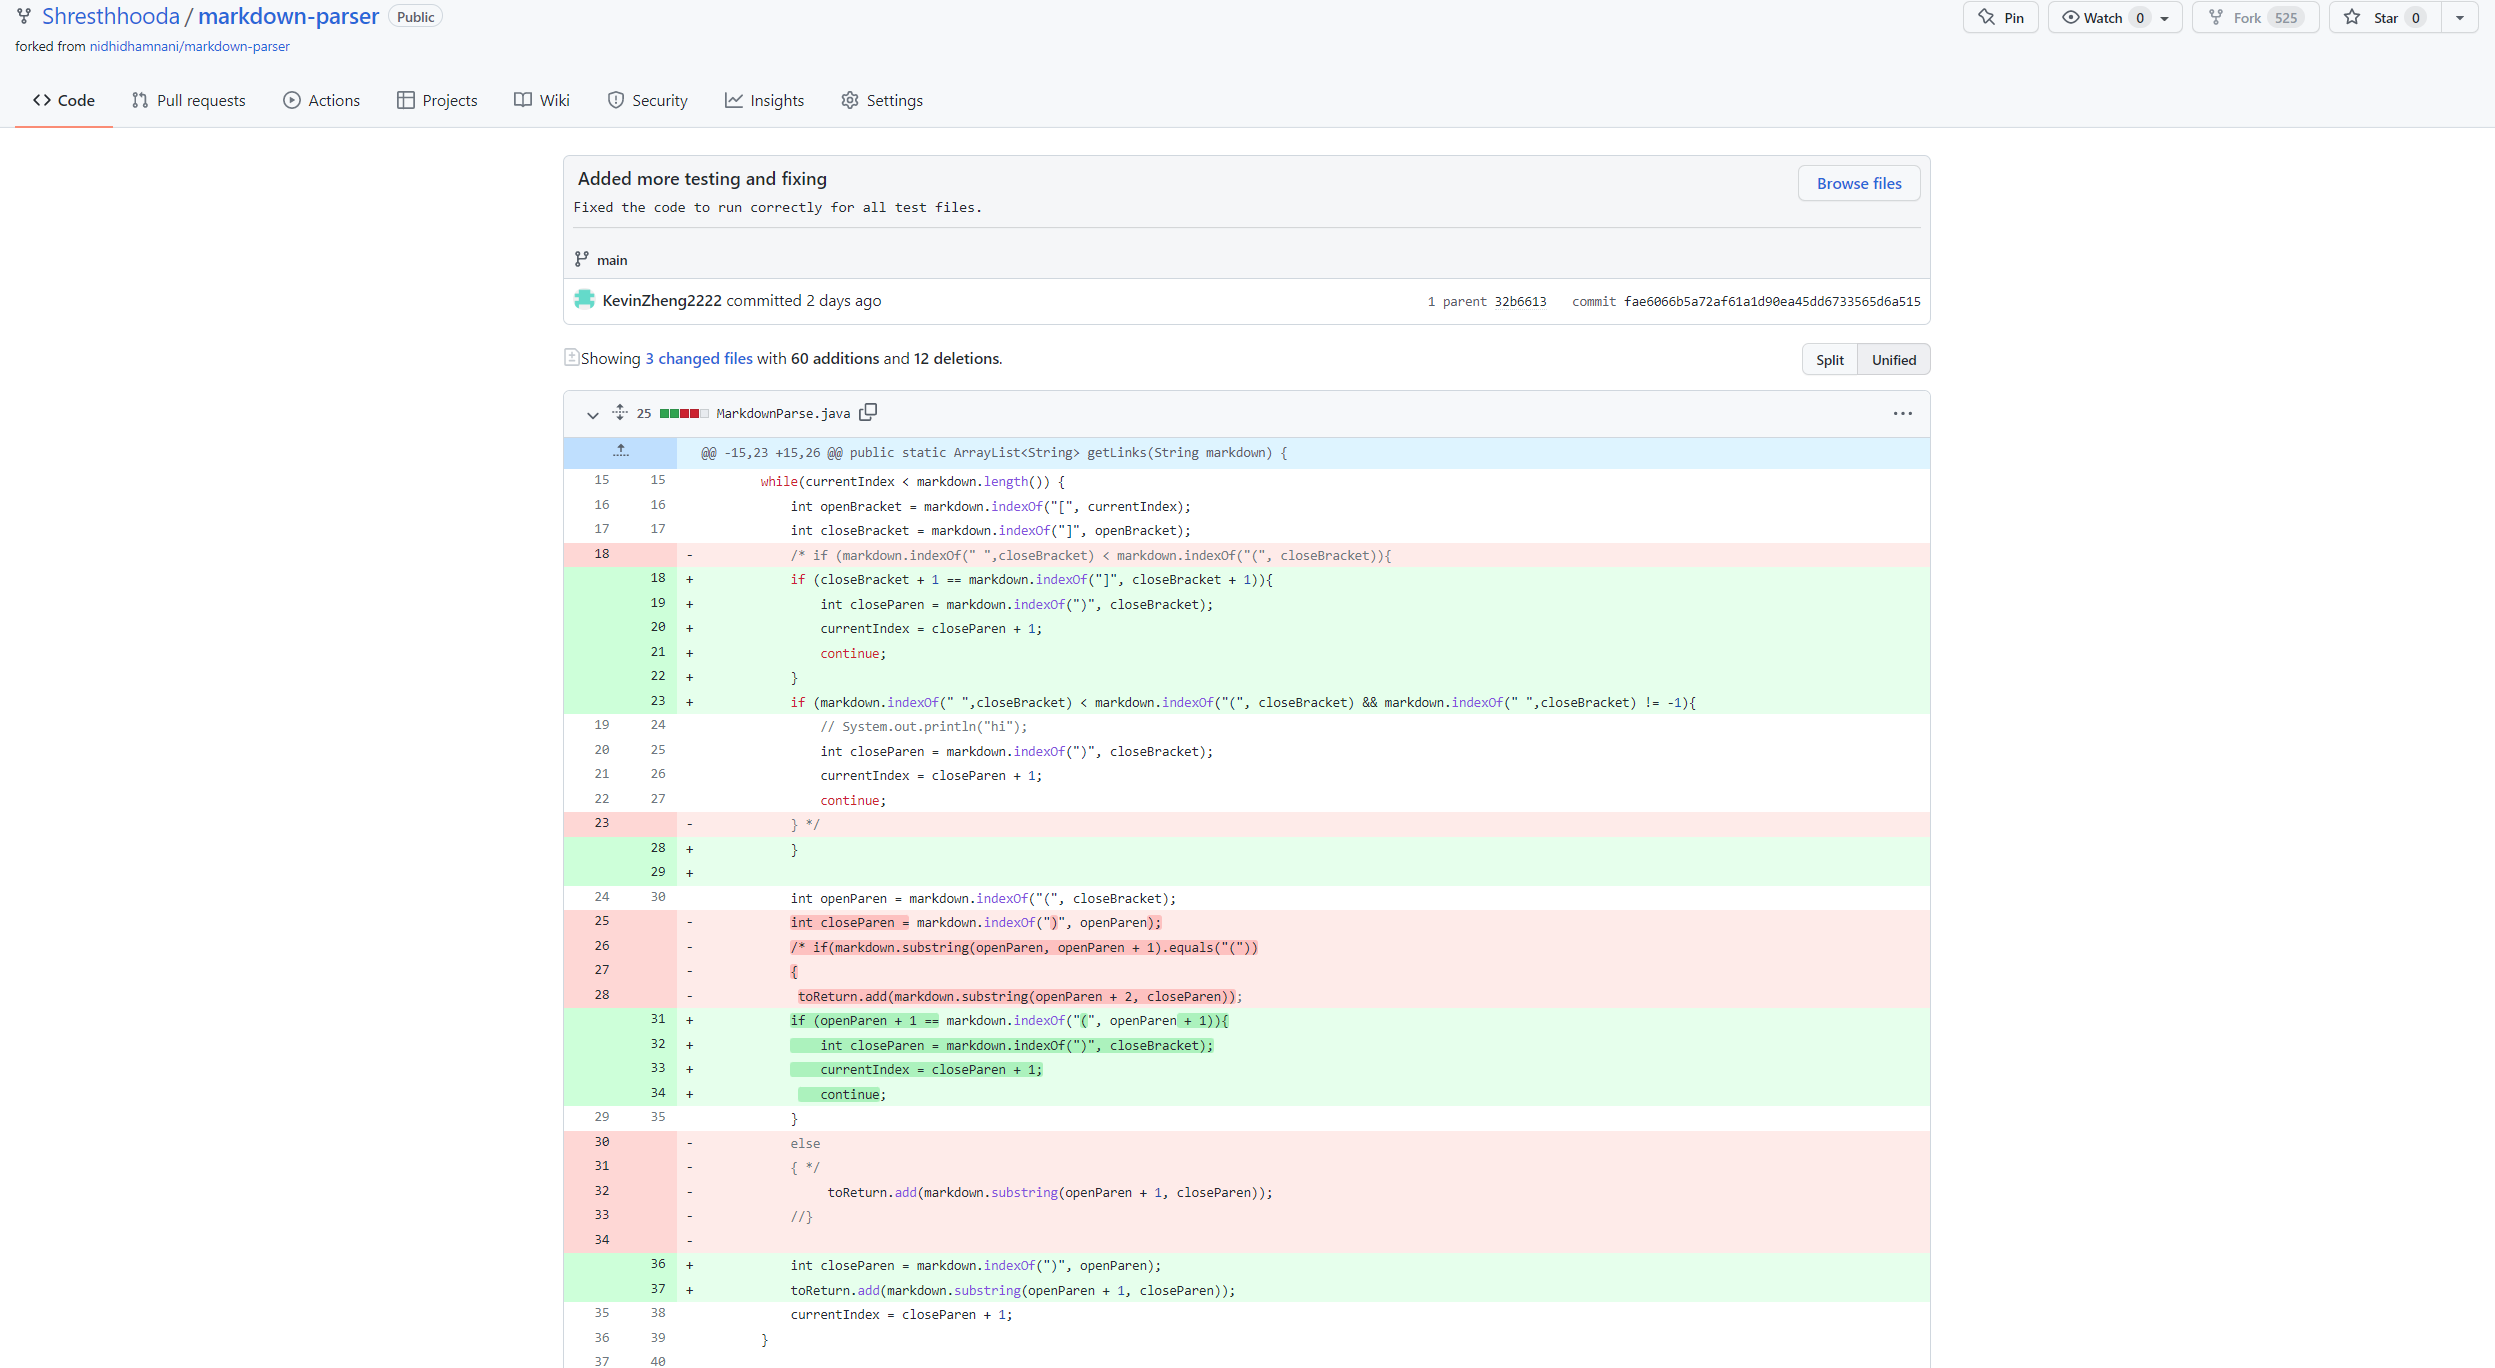 Shresthhooda / markdown-parser Public
Pin Watch 0 Fork 525 Star 0
forked from nidhidhamnani/markdown-parser
Code Pull requests Actions Projects Wiki Security Insights Settings
Added more testing and fixing
Browse files
Fixed the code to run correctly for all test files.
main
KevinZheng2222 committed 2 days ago 1 parent 32b6613 commit fae6066b5a72af61a1d90ea45dd6733565d6a515
Showing 3 changed files with 60 additions and 12 deletions.
Split Unified
25 MarkdownParse.java
@@ -15,23 +15,26 @@ public static ArrayList<String> getLinks(String markdown) {
15 15 while(currentIndex < markdown.length()) {
16 16 int openBracket = markdown.indexOf("[", currentIndex);
17 17 int closeBracket = markdown.indexOf("]", openBracket);
18 - /* if (markdown.indexOf(" ",closeBracket) < markdown.indexOf("(", closeBracket)){
18 + if (closeBracket + 1 == markdown.indexOf("]", closeBracket + 1)){
19 + int closeParen = markdown.indexOf(")", closeBracket);
20 + currentIndex = closeParen + 1;
21 + continue;
22 + }
23 + if (markdown.indexOf(" ",closeBracket) < markdown.indexOf("(", closeBracket) && markdown.indexOf(" ",closeBracket) != -1){
19 24 // System.out.println("hi");
20 25 int closeParen = markdown.indexOf(")", closeBracket);
21 26 currentIndex = closeParen + 1;
22 27 continue;
23 - } */
28 + }
29 +
24 30 int openParen = markdown.indexOf("(", closeBracket);
25 - int closeParen = markdown.indexOf(")", openParen);
26 - /* if(markdown.substring(openParen, openParen + 1).equals("("))
27 - {
28 - toReturn.add(markdown.substring(openParen + 2, closeParen));
31 + if (openParen + 1 == markdown.indexOf("(", openParen + 1)){
32 + int closeParen = markdown.indexOf(")", closeBracket);
33 + currentIndex = closeParen + 1;
34 + continue;
29 35 }
30 - else
31 - { */
32 - toReturn.add(markdown.substring(openParen + 1, closeParen));
33 - //}
34 -
36 + int closeParen = markdown.indexOf(")", openParen);
37 + toReturn.add(markdown.substring(openParen + 1, closeParen));
35 38 currentIndex = closeParen + 1;
36 39 }
37 40